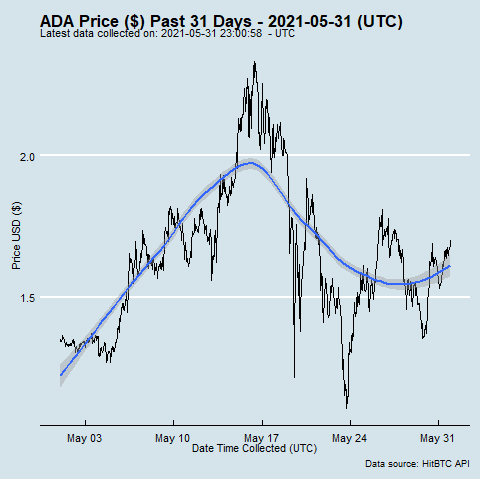 ADA Price ($) Past 31 Days - 2021-05-31 (UTC)
Latest data collected on: 2021-05-31 23:00:58 - UTC
2.0
Price USD ($)
1.5
May 03 May 10 May 17 May 24 May 31
Date Time Collected (UTC)
Data source: HitBTC API